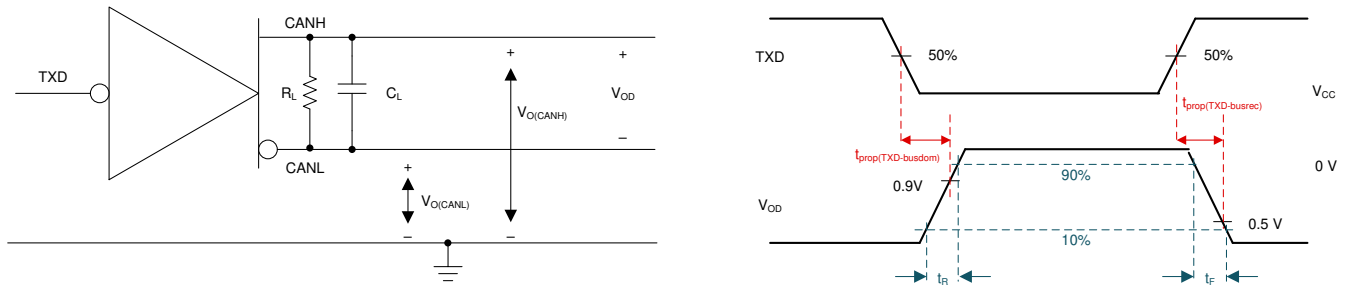 CANH
TXD
RL
CL
+
+
VO(CANH)
VOD
–
CANL
+
VO(CANL)
–
–
TXD
50%
50%
VCC
tprop(TXD-busrec)
tprop(TXD-busdom)
0 V
90%
0.9V
VOD
0.5 V
10%
tR
tF